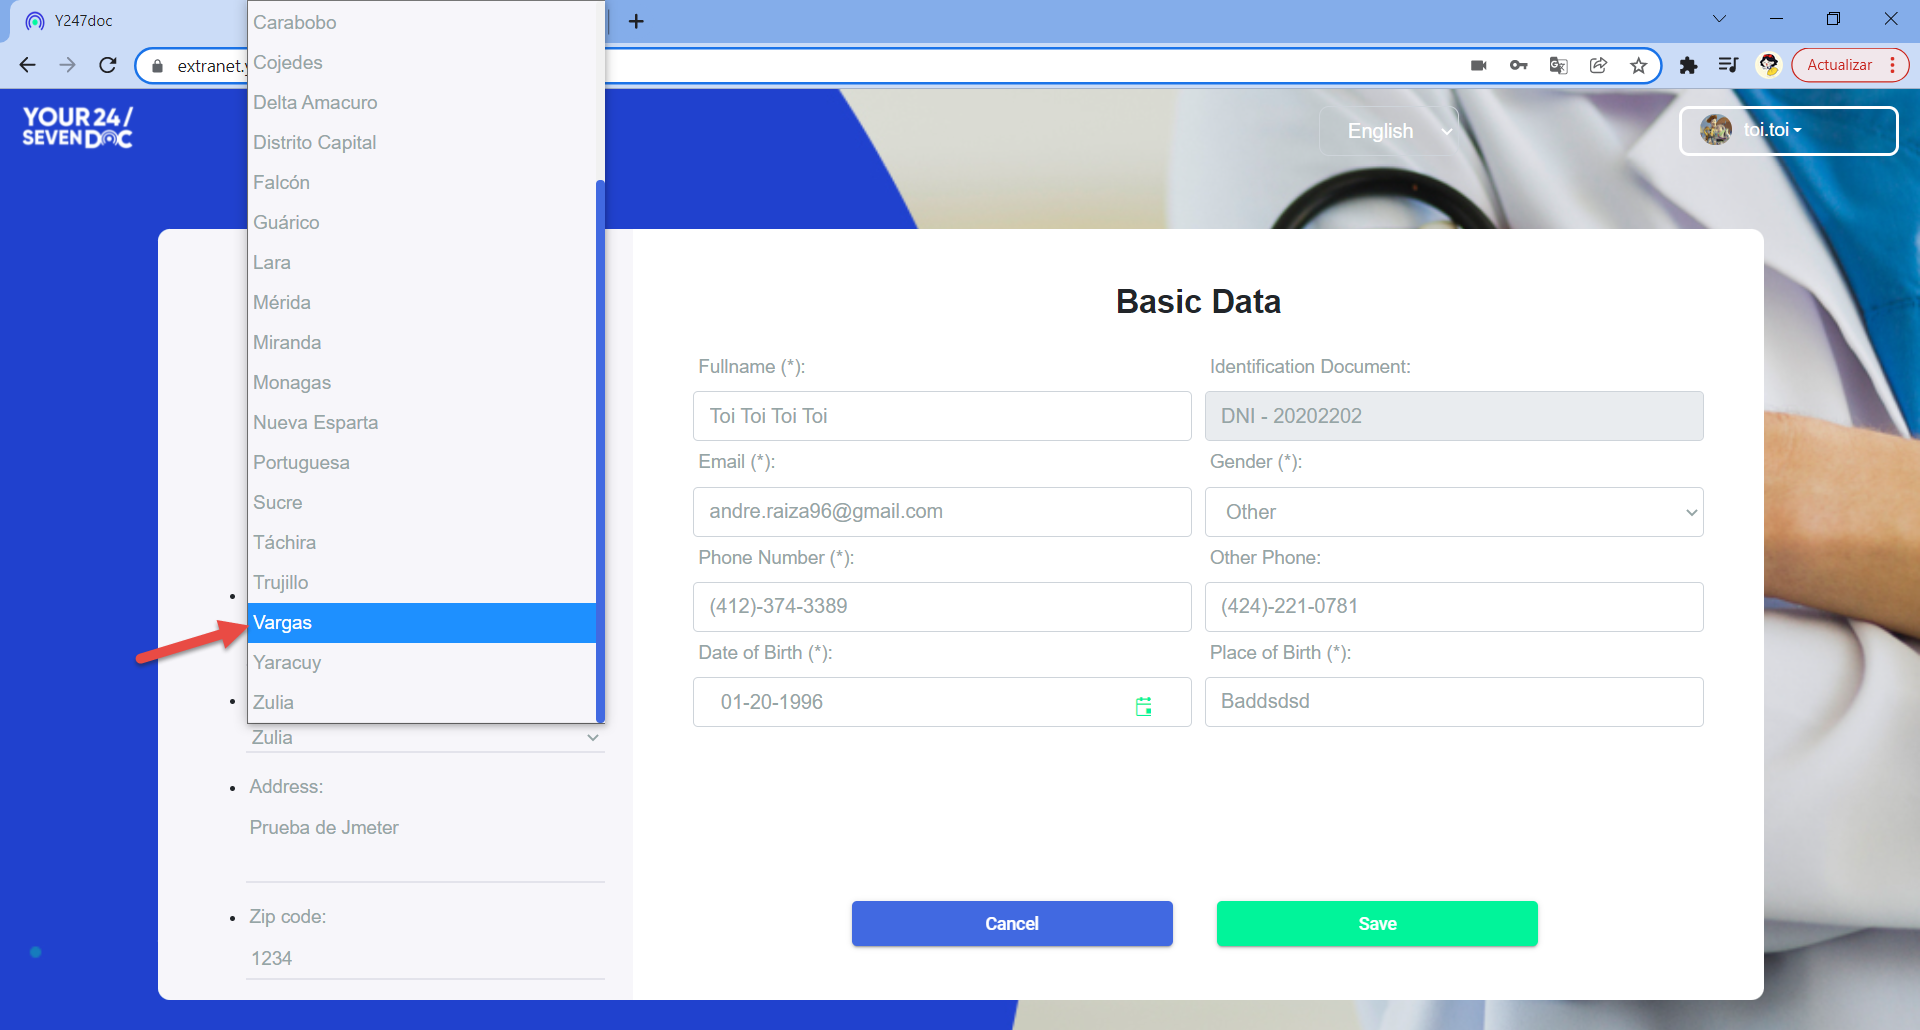 Y247doc
extranet.y
Actualizar
YOUR 24/
SEVEN DOC
English
toi.toi
Carabobo
Cojedes
Delta Amacuro
Distrito Capital
Falcón
Guárico
Lara
Mérida
Miranda
Monagas
Nueva Esparta
Portuguesa
Sucre
Táchira
Trujillo
Vargas
Yaracuy
Zulia
Zulia
Address:
Prueba de Jmeter
Zip code:
1234
Basic Data
Fullname (*):
Toi Toi Toi Toi
Identification Document:
DNI - 20202202
Email (*):
andre.raiza96@gmail.com
Gender (*):
Other
Phone Number (*):
(412)-374-3389
Other Phone:
(424)-221-0781
Date of Birth (*):
01-20-1996
Place of Birth (*):
Baddsdsd
Cancel
Save